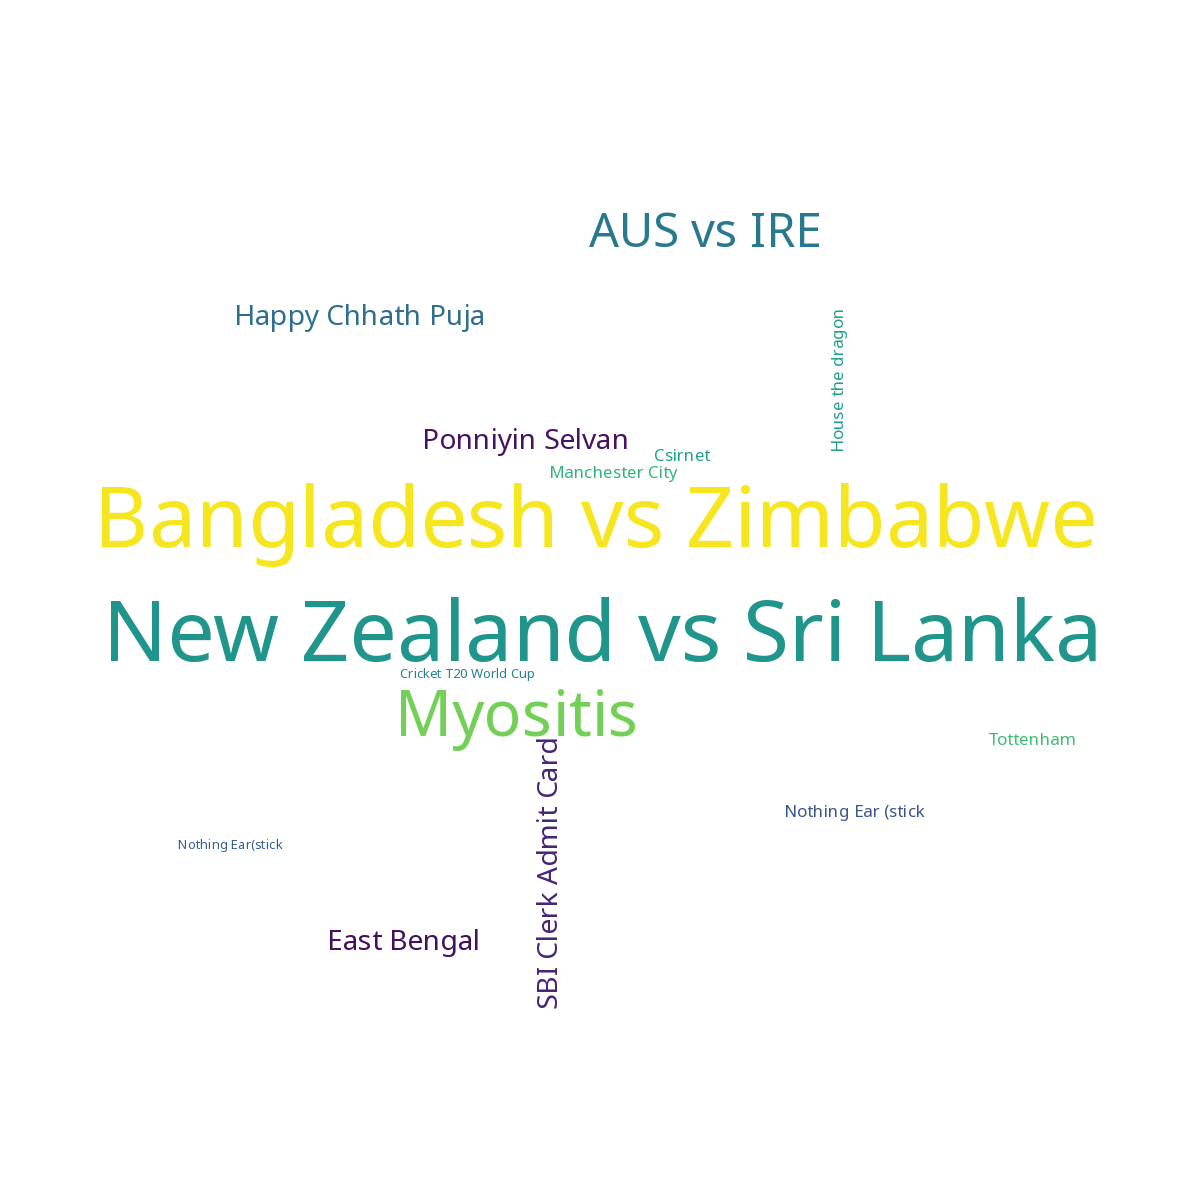 AUS vs IRE
Happy Chhath Puja
House the dragon
Ponniyin Selvan
Csirnet
Manchester City
Bangladesh vs Zimbabwe
New Zealand vs Sri Lanka
Cricket T20 World Cup
Myositis
Tottenham
SBI Clerk Admit Card
Nothing Ear (stick
Nothing Ear(stick
East Bengal